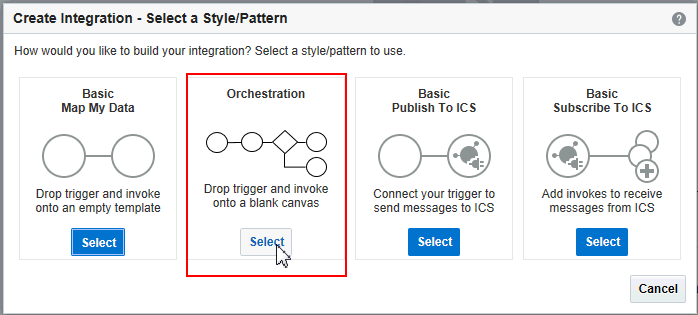 Create Integration - Select a Style/Pattern
?
How would you like to build your integration? Select a style/pattern to use.
Basic
Map My Data
Drop trigger and invoke
onto an empty template
Select
Orchestration
Drop trigger and invoke
onto a blank canvas
Select
Basic
Publish To ICS
Connect your trigger to
send messages to ICS
Select
Basic
Subscribe To ICS
Add invokes to receive
messages from ICS
Select
Cancel